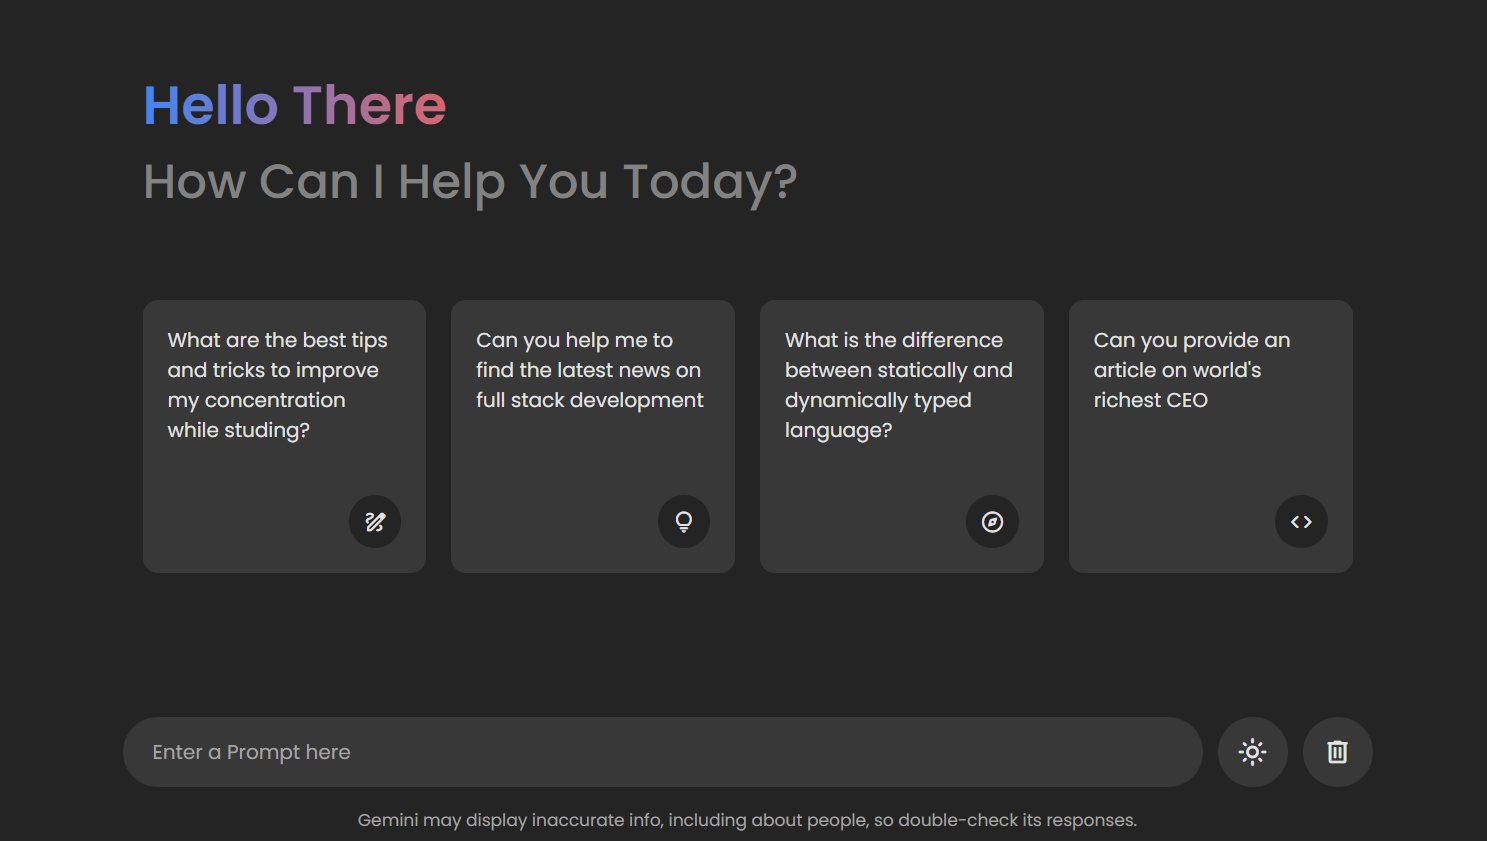 Hello There
How Can I Help You Today?
What are the best tips
and tricks to improve
my concentration
while studing?
Can you help me to
find the latest news on
full stack development
What is the difference
between statically and
dynamically typed
language?
Can you provide an
article on world's
richest CEO
Enter a Prompt here
Gemini may display inaccurate info, including about people, so double-check its responses.